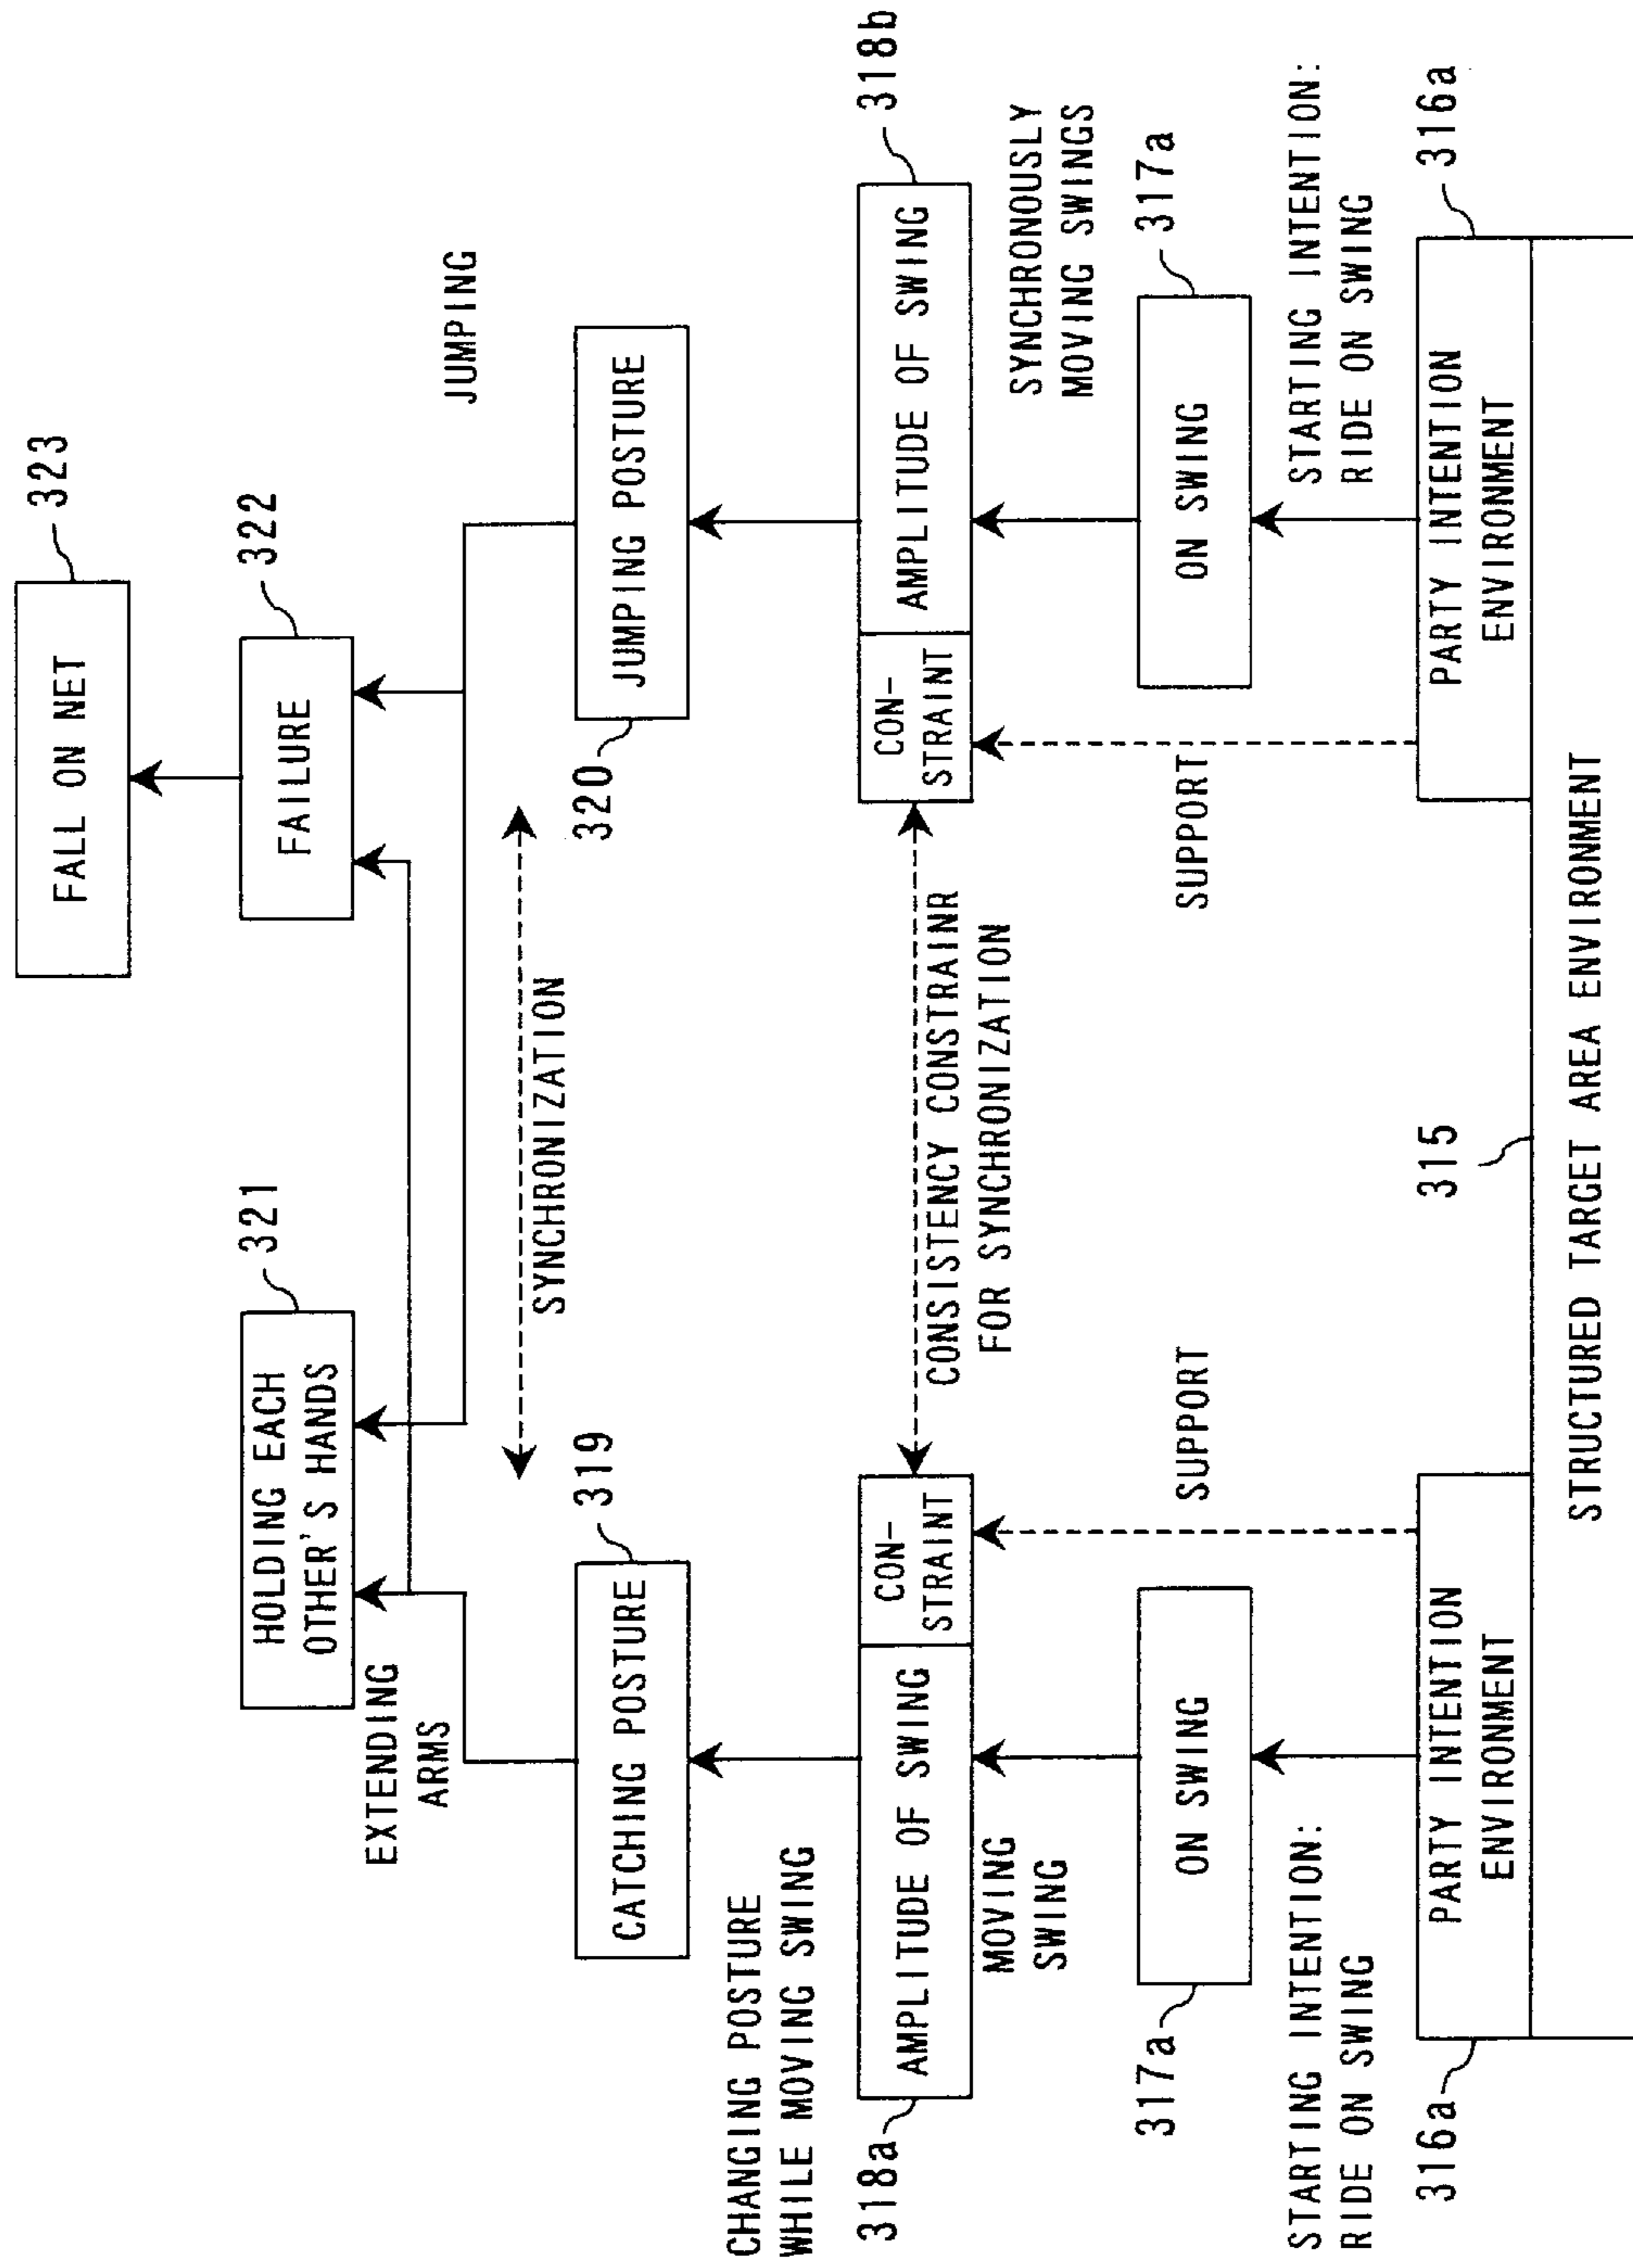 323
FALL ON NET
321
322
HOLDING EACH
OTHER'S HANDS
FAILURE
EXTENDING
ARMS
JUMPING
SYNCHRONIZATION
319
CATCHING POSTURE
320
JUMPING POSTURE
CHANGING POSTURE
WHILE MOVING SWING
318a
AMPLITUDE OF SWING
CON-
STRAINT
CONSISTENCY CONSTRAINR
FOR SYNCHRONIZATION
CON-
STRAINT
AMPLITUDE OF SWING
318b
MOVING
SWING
SYNCHRONOUSLY
MOVING SWINGS
317a
ON SWING
SUPPORT
SUPPORT
ON SWING
317a
STARTING INTENTION:
RIDE ON SWING
STARTING INTENTION:
RIDE ON SWING
316a
PARTY INTENTION
ENVIRONMENT
315
PARTY INTENTION
ENVIRONMENT
316a
STRUCTURED TARGET AREA ENVIRONMENT